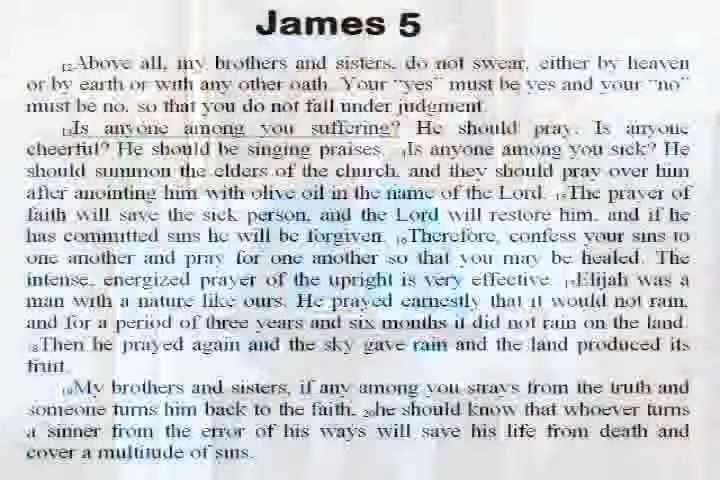 James 5
12Above all, my brothers and sisters, do not swear, either by heaven
or by earth or with any other oath. Your "yes" must be yes and your "no"
must be no, so that you do not fall under judgment.
13Is anyone among you suffering? He should pray. Is anyone
cheerful? He should be singing praises. 14Is anyone among you sick? He
should summon the elders of the church, and they should pray over him
after anointing him with olive oil in the name of the Lord. 15The prayer of
faith will save the sick person, and the Lord will restore him, and if he
has committed sins he will be forgiven. 16Therefore, confess your sins to
one another and pray for one another so that you may be healed. The
intense, energized prayer of the upright is very effective. 17Elijah was a
man with a nature like ours. He prayed earnestly that it would not rain,
and for a period of three years and six months it did not rain on the land.
18Then he prayed again and the sky gave rain and the land produced its
fruit.
19My brothers and sisters, if any among you strays from the truth and
someone turns him back to the faith, 20he should know that whoever turns
a sinner from the error of his ways will save his life from death and
cover a multitude of sins.